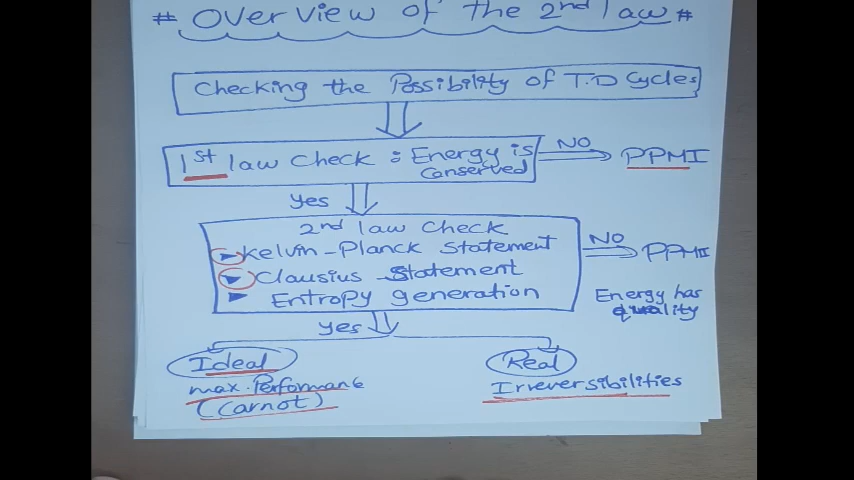 # Overview of the 2nd law #
Checking the Possibility of T.D Cycles
1st law check : Energy is conserved
NO
PPMI
Yes
2nd law check
Kelvin-Planck Statement
Clausius Statement
Entropy generation
NO
PPMII
Energy has
quality
Yes
Ideal
max. Performance
(Carnot)
Real
Irreversibilities